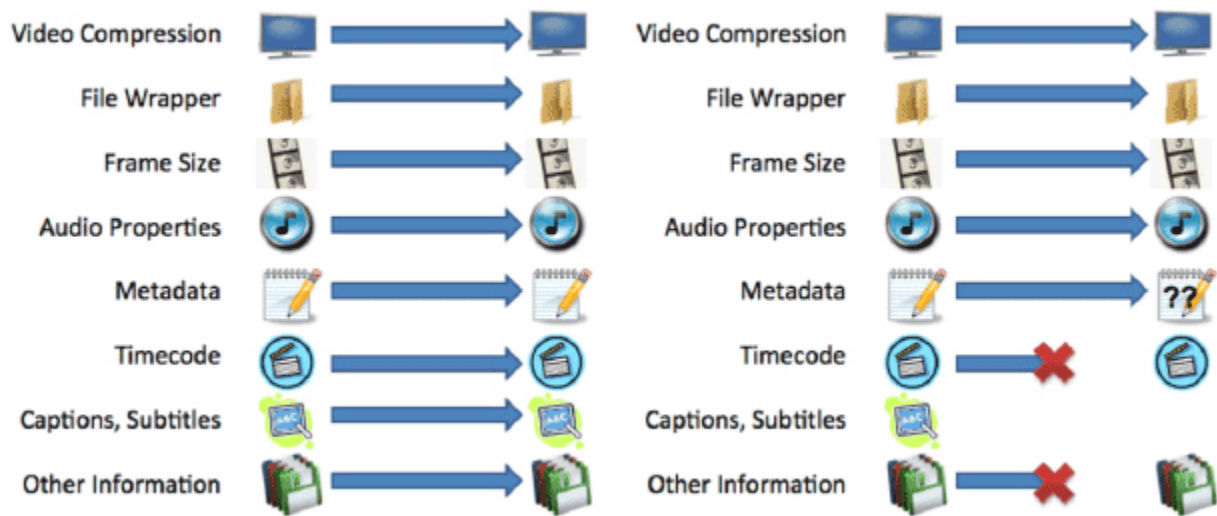 Video Compression
File Wrapper
Frame Size
Audio Properties
Metadata
Timecode
Captions, Subtitles
Other Information
Video Compression
File Wrapper
Frame Size
Audio Properties
Metadata
??
Timecode
Captions, Subtitles
Other Information